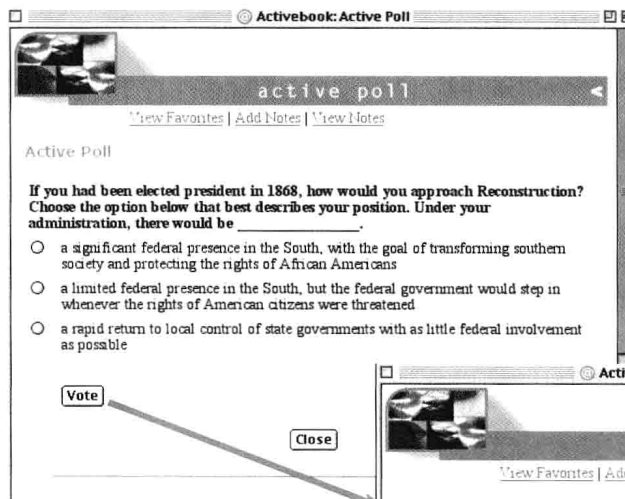 Activebook: Active Poll
active poll
View Favorites | Add Notes | View Notes
Active Poll
If you had been elected president in 1868, how would you approach Reconstruction?
Choose the option below that best describes your position. Under your
administration, there would be _______________.
a significant federal presence in the South, with the goal of transforming southern
society and protecting the rights of African Americans
a limited federal presence in the South, but the federal government would step in
whenever the rights of American citizens were threatened
a rapid return to local control of state governments with as little federal involvement
as possible
Acti
Vote
Close
View Favorites | Ad